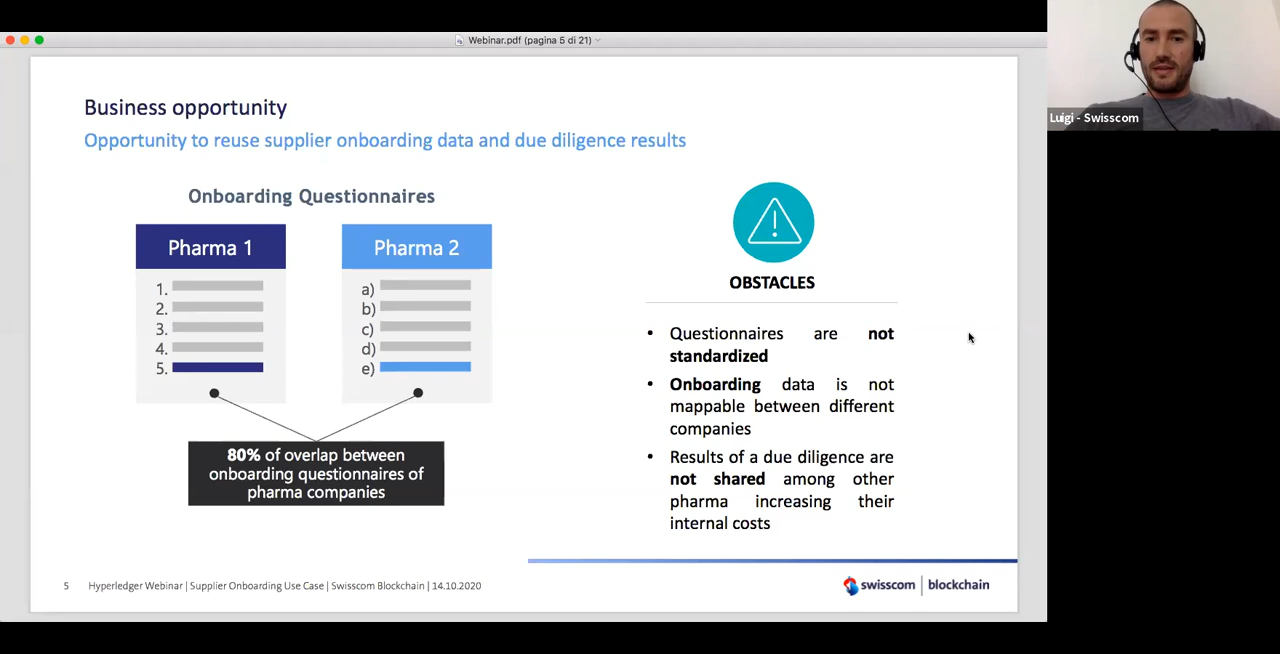 Webinar.pdf (pagina 5 di 21)
Luigi - Swisscom
Business opportunity
Opportunity to reuse supplier onboarding data and due diligence results
Onboarding Questionnaires
Pharma 1
1.
2.
3.
4.
5.
Pharma 2
a)
b)
c)
d)
e)
80% of overlap between
onboarding questionnaires of
pharma companies
OBSTACLES
• Questionnaires are not
standardized
• Onboarding data is not
mappable between different
companies
• Results of a due diligence are
not shared among other
pharma increasing their
internal costs
5 Hyperledger Webinar | Supplier Onboarding Use Case | Swisscom Blockchain | 14.10.2020
swisscom | blockchain